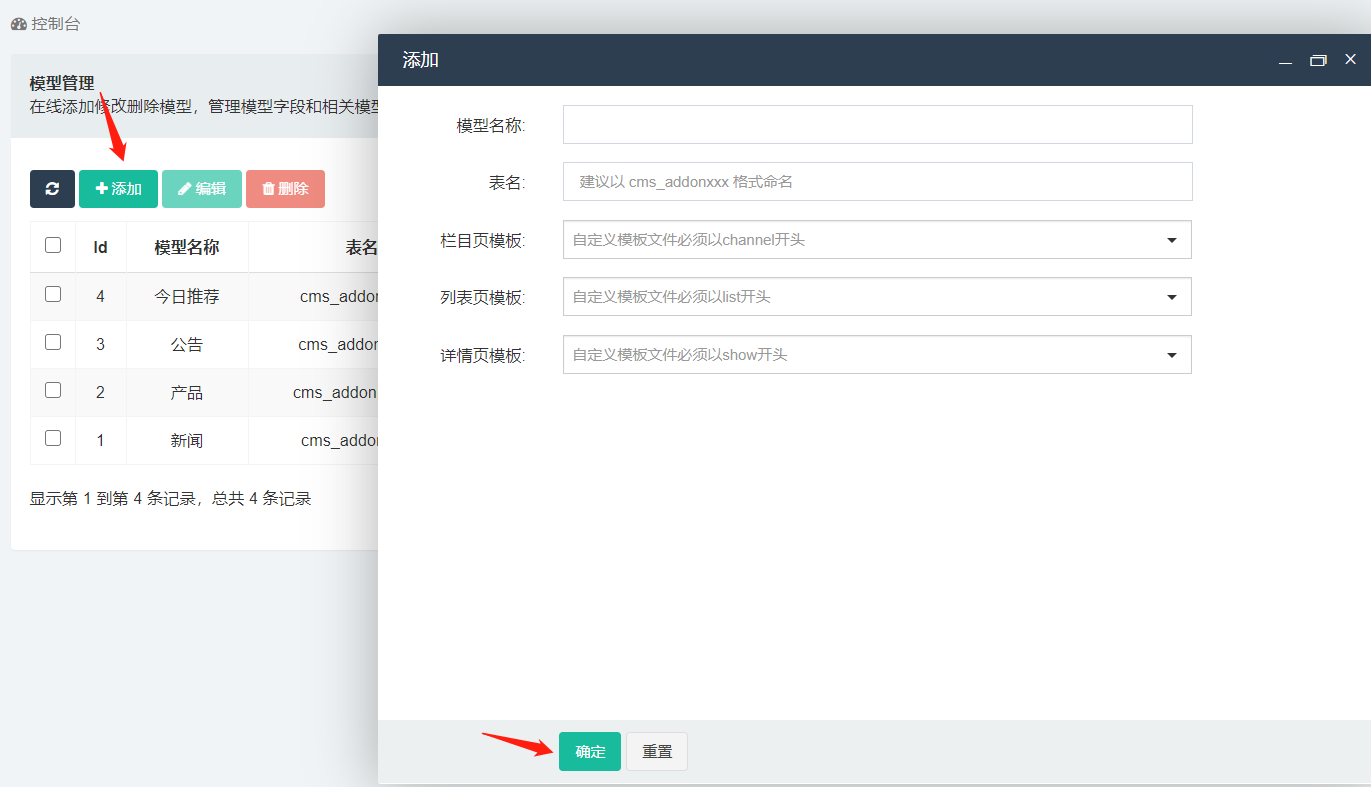 控制台
模型管理
在线添加修改删除模型，管理模型字段和相关模型
添加 编辑 删除
Id 模型名称 表名
4 今日推荐 cms_addon
3 公告 cms_addon
2 产品 cms_addon
1 新闻 cms_addon
显示第 1 到第 4 条记录，总共 4 条记录
添加
模型名称:
表名: 建议以 cms_addonxxx 格式命名
栏目页模板: 自定义模板文件必须以channel开头
列表页模板: 自定义模板文件必须以list开头
详情页模板: 自定义模板文件必须以show开头
确定 重置